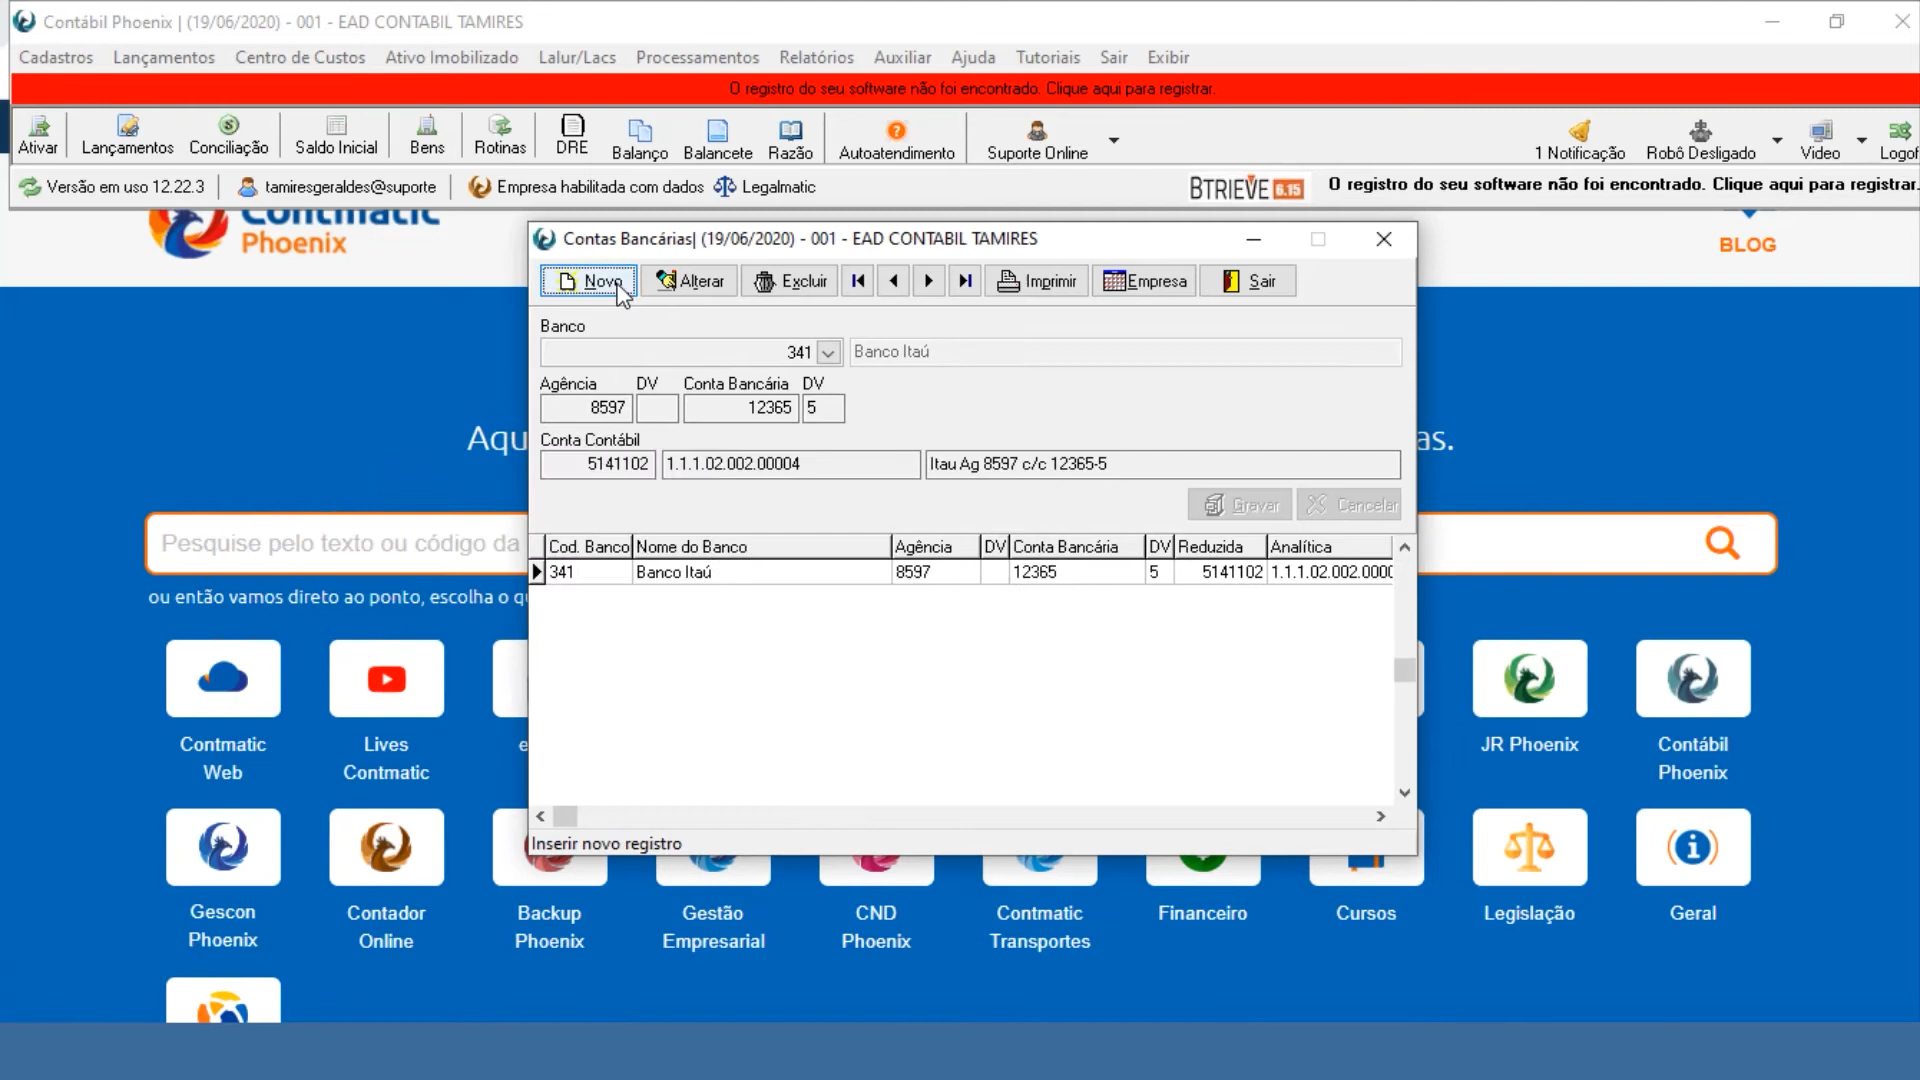 Contábil Phoenix | (19/06/2020) - 001 - EAD CONTABIL TAMIRES
Cadastros Lançamentos Centro de Custos Ativo Imobilizado Lalur/Lacs Processamentos Relatórios Auxiliar Ajuda Tutoriais Sair Exibir
O registro do seu software não foi encontrado. Clique aqui para registrar.
Ativar Lançamentos Conciliação Saldo Inicial Bens Rotinas DRE Balanço Balancete Razão Autoatendimento Suporte Online 1 Notificação Robô Desligado Video Logof
Versão em uso 12.22.3 tamiresgeraldes@suporte Empresa habilitada com dados Legalmatic BTRIEVE 6.15 O registro do seu software não foi encontrado. Clique aqui para registrar.
Contmatic
Phoenix
BLOG
Contas Bancárias| (19/06/2020) - 001 - EAD CONTABIL TAMIRES
Novo Alterar Excluir Imprimir Empresa Sair
Banco
341 Banco Itaú
Agência DV Conta Bancária DV
8597 12365 5
Conta Contábil
5141102 1.1.1.02.002.00004 Itau Ag 8597 c/c 12365-5
Gravar Cancelar
Aqu as.
Pesquise pelo texto ou código da
Cod. Banco Nome do Banco Agência DV Conta Bancária DV Reduzida Analítica
341 Banco Itaú 8597 12365 5 5141102 1.1.1.02.002.000
ou então vamos direto ao ponto, escolha o q
Inserir novo registro
Contmatic
Web
Lives
Contmatic
e
JR Phoenix
Contábil
Phoenix
Gescon
Phoenix
Contador
Online
Backup
Phoenix
Gestão
Empresarial
CND
Phoenix
Contmatic
Transportes
Financeiro
Cursos
Legislação
Geral